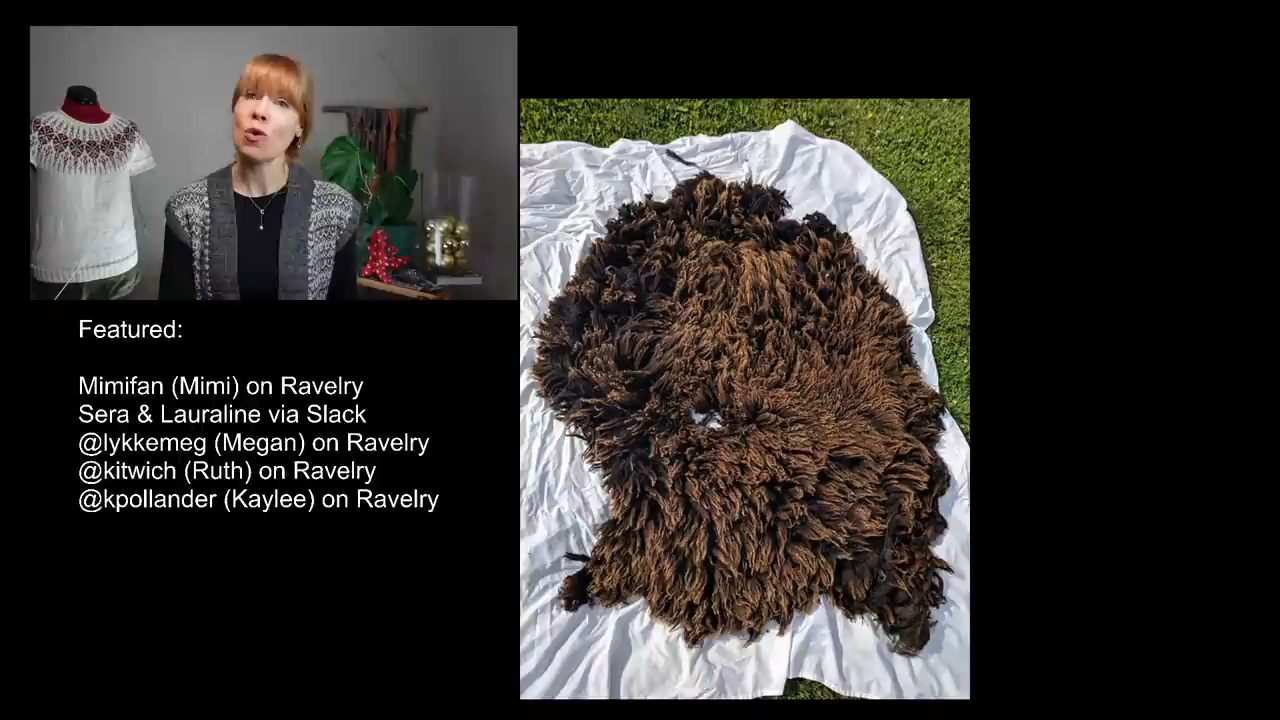 Featured:
Mimifan (Mimi) on Ravelry
Sera & Lauraline via Slack
@lykkemeg (Megan) on Ravelry
@kitwich (Ruth) on Ravelry
@kpollander (Kaylee) on Ravelry